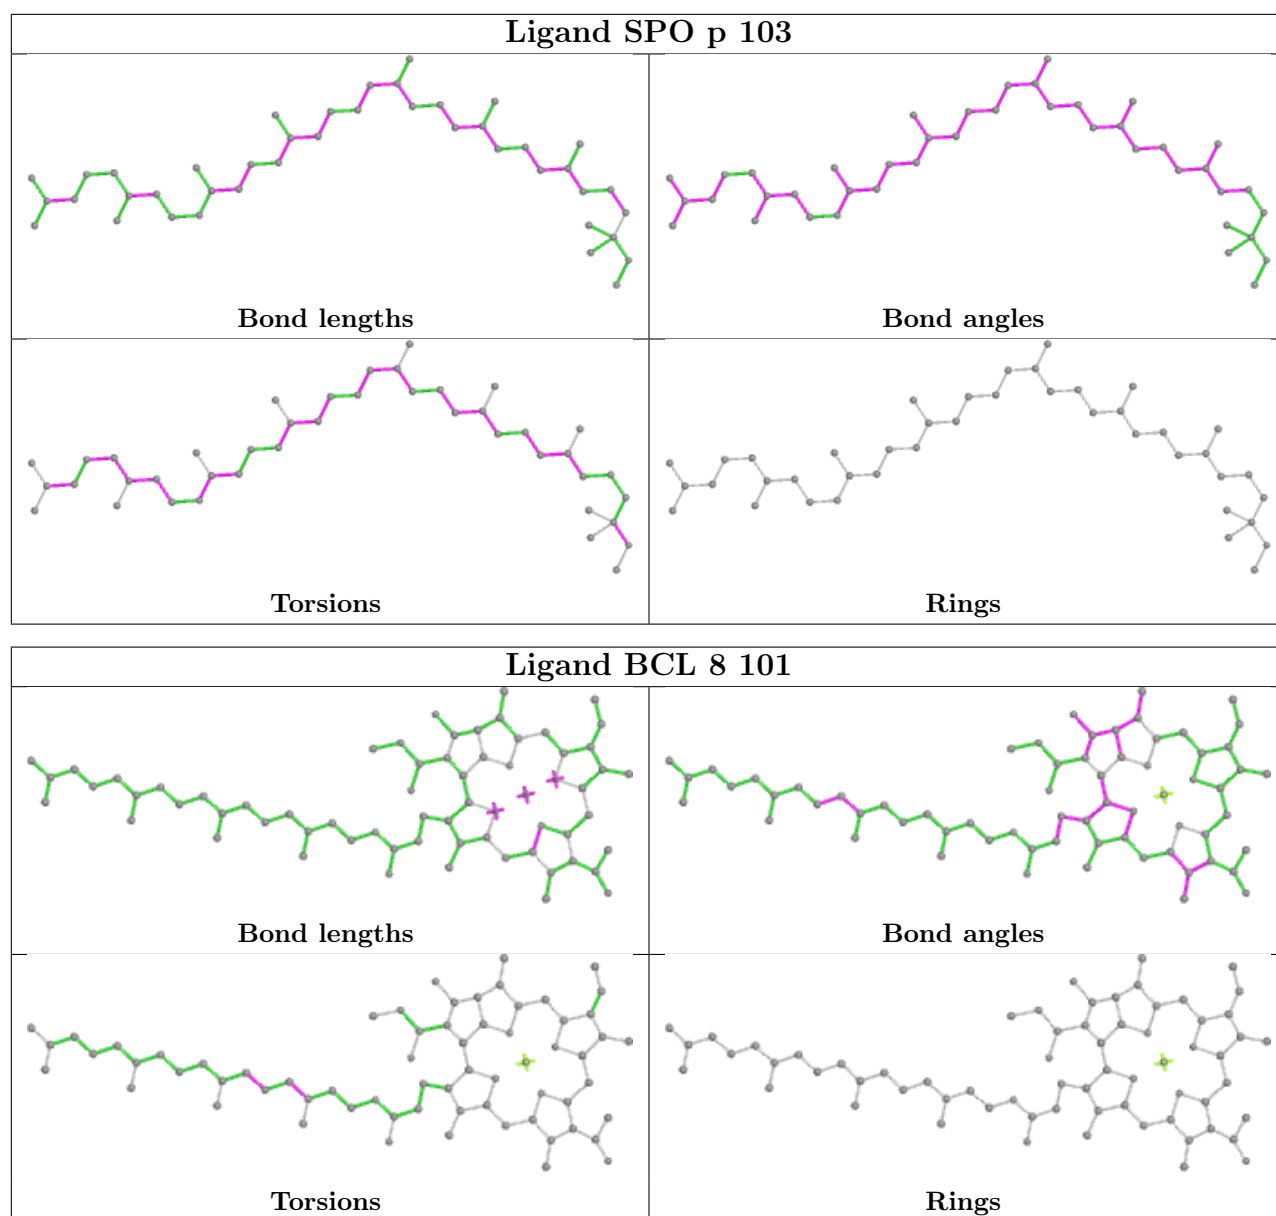 Ligand SPO p 103
Bond lengths
Bond angles
Torsions
Rings
Ligand BCL 8 101
Bond lengths
Bond angles
Torsions
Rings